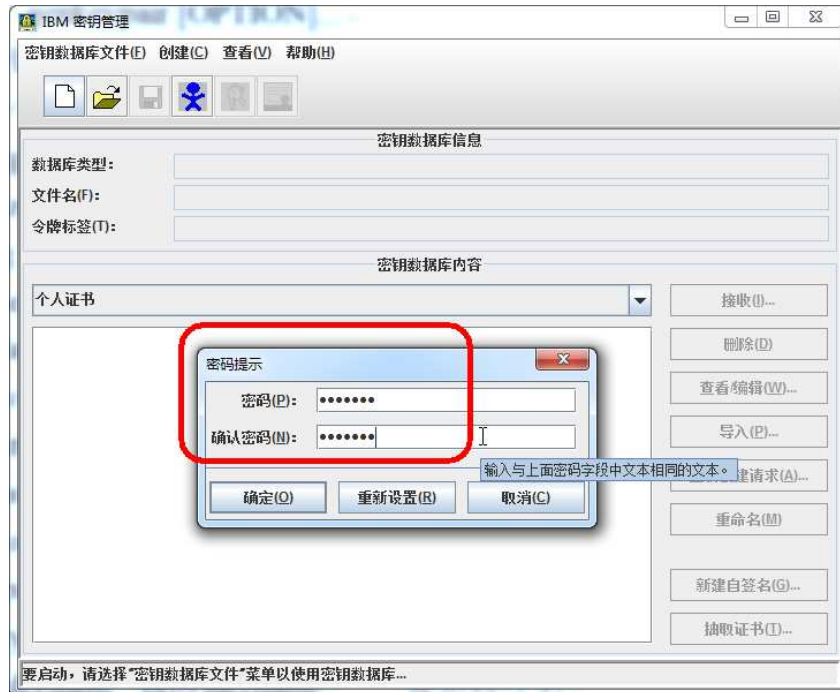 [OPTION]
IBM 密钥管理
密钥数据库文件(F) 创建(C) 查看(V) 帮助(H)
密钥数据库信息
数据库类型:
文件名(F):
令牌标签(T):
密钥数据库内容
个人证书
接收(I)...
删除(D)
查看/编辑(W)...
导入(P)...
建请求(A)...
重命名(M)
新建自签名(G)...
抽取证书(T)...
密码提示
密码(P): •••••••
确认密码(N): •••••••
输入与上面密码字段中文本相同的文本。
确定(O) 重新设置(R) 取消(C)
要启动，请选择“密钥数据库文件”菜单以使用密钥数据库...